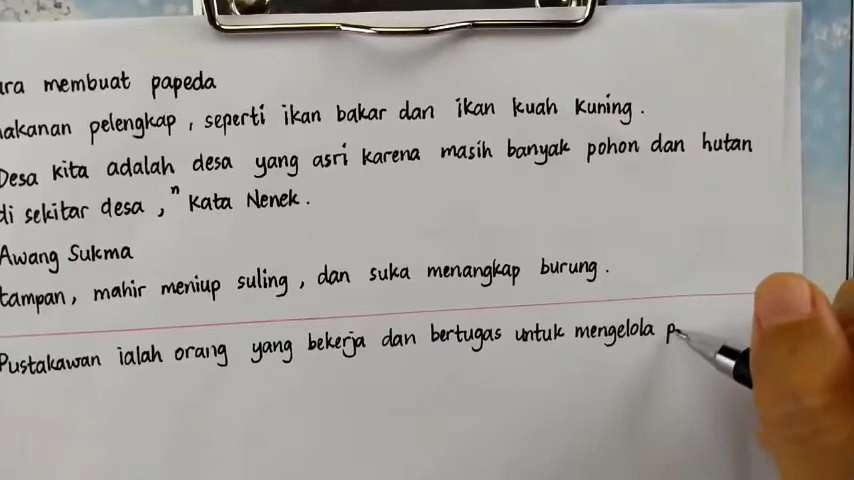 ara membuat papeda
makanan pelengkap, seperti ikan bakar dan ikan kuah kuning.
Desa kita adalah desa yang asri karena masih banyak pohon dan hutan
di sekitar desa," kata Nenek.
Awang Sukma
tampan, mahir meniup suling, dan suka menangkap burung.
Pustakawan ialah orang yang bekerja dan bertugas untuk mengelola p